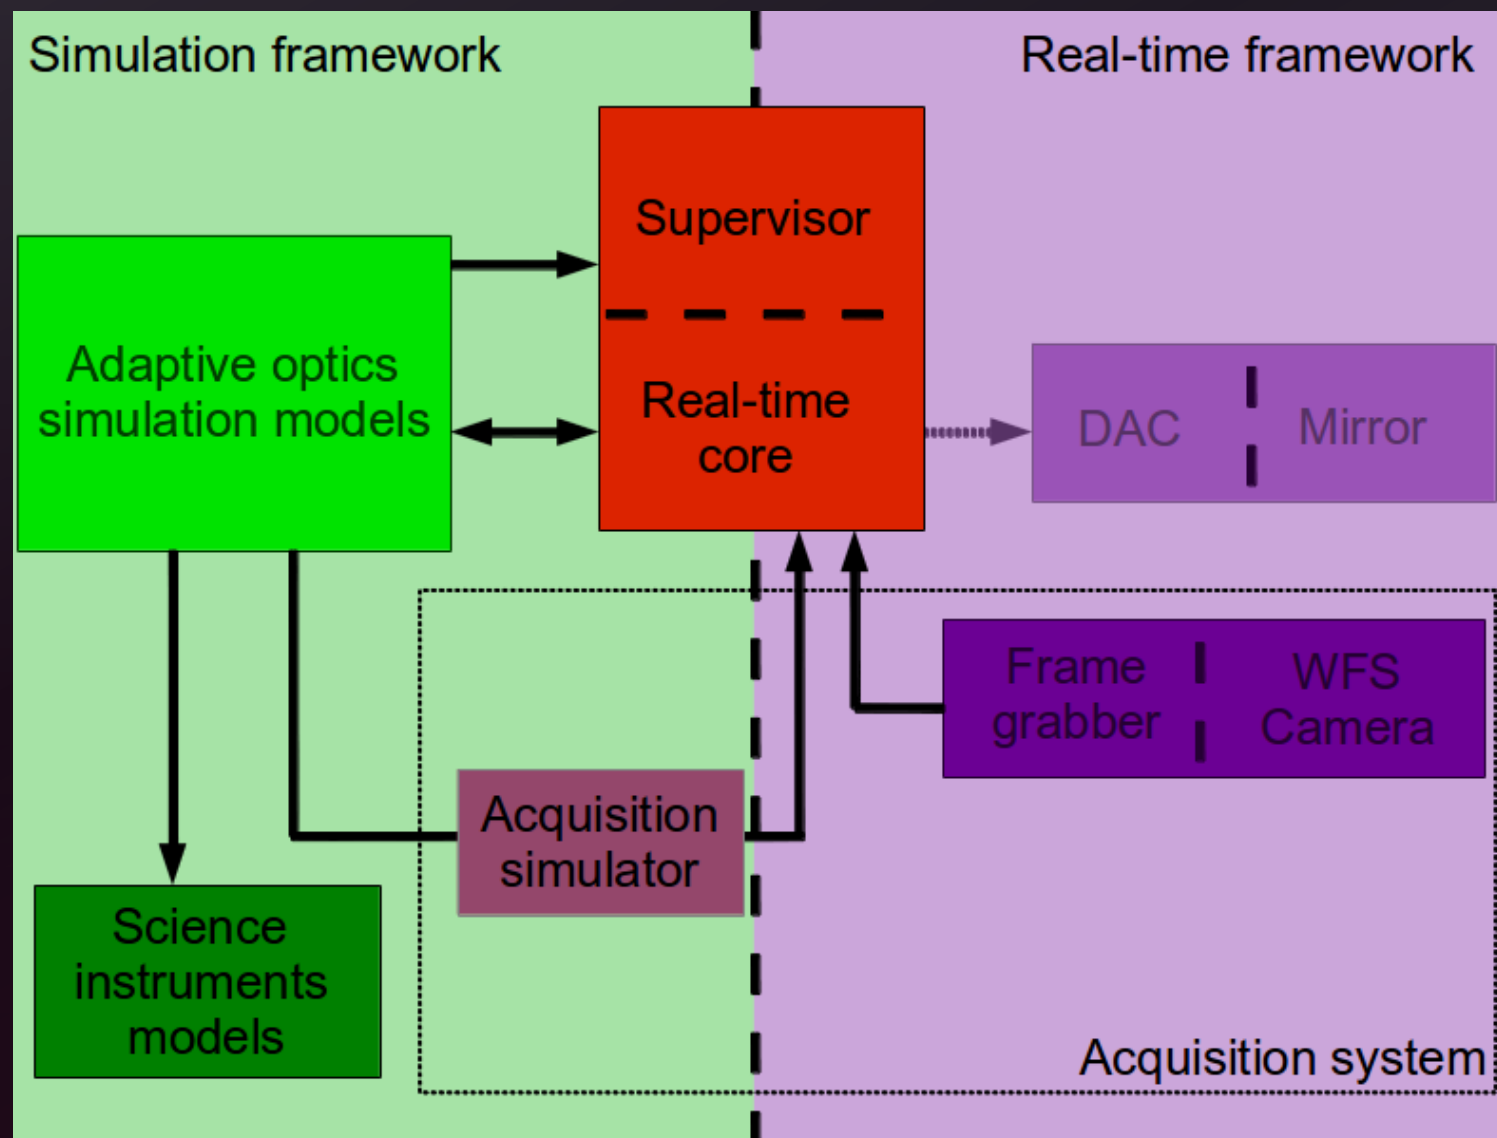 Simulation framework
Real-time framework
Supervisor
Adaptive optics
simulation models
Real-time
core
DAC
Mirror
Frame
grabber
WFS
Camera
Acquisition
simulator
Science
instruments
models
Acquisition system